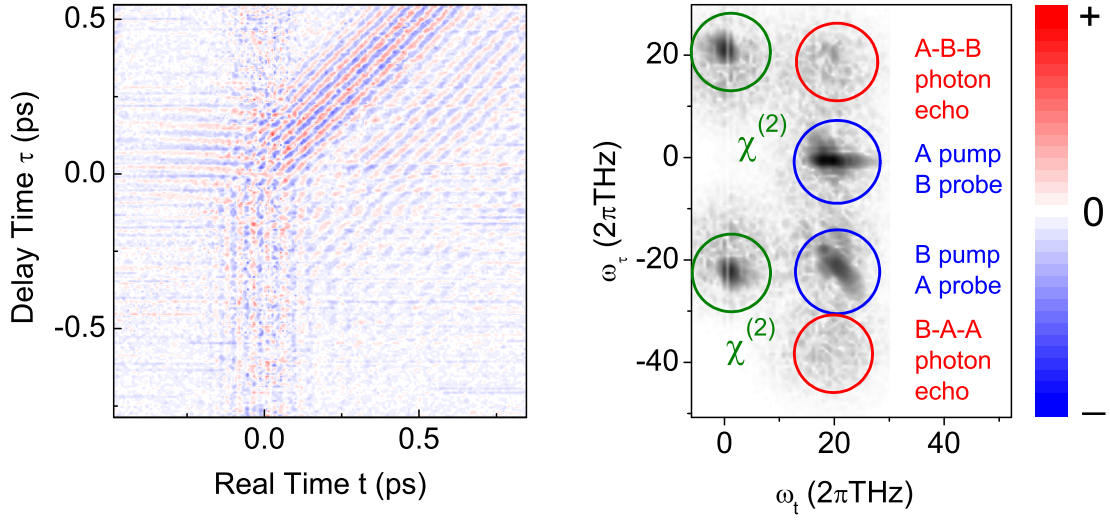 0.5
0.0
-0.5
Delay Time τ (ps)
0.0
0.5
Real Time t (ps)
20
0
-20
-40
ω_τ (2πTHz)
0
20
40
ω_t (2πTHz)
χ^(2)
χ^(2)
A-B-B
photon
echo
A pump
B probe
B pump
A probe
B-A-A
photon
echo
+
0
–